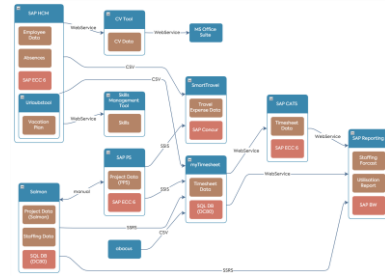 SAP HCM
Employee
Data
Absences
SAP ECC 6
Vacation
Plan
CV Tool
CV Data
WebService
WebService
MS Office
Suite
CSV
CSV
WebService
Skills
Management
Tool
Skills
SmartTravel
Travel
Expense Data
SAP Concur
SAP PS
Project Data
(PPS)
SAP ECC 6
SSIS
SSIS
manual
Salmon
Project Data
(Salmon)
Staffing Data
SQL DB
SSRS
abacus
CSV
myTimesheet
Timesheet
Data
SQL DB
WebService
SAP CATS
Timesheet
Data
SAP ECC 6
WebService
WebService
SAP Reporting
Staffing
Forecast
Utilization
Report
SAP BW
SSRS